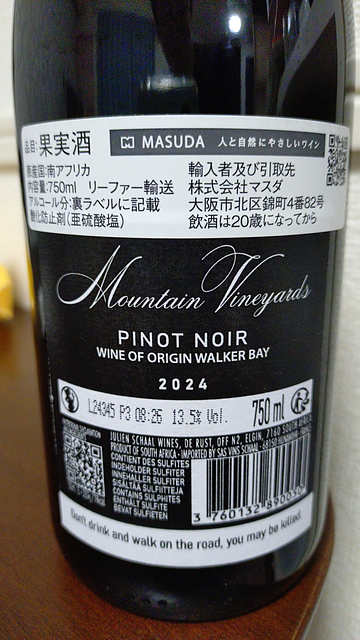 品目:果実酒 MASUDA 人と自然にやさしいワイン
原産国:南アフリカ
内容量:750ml リーファー輸送
アルコール分:裏ラベルに記載
酸化防止剤(亜硫酸塩)
輸入者及び引取先
株式会社マスダ
大阪市北区錦町4番82号
飲酒は20歳になってから
Mountain Vineyards
PINOT NOIR
WINE OF ORIGIN WALKER BAY
2024
L24345 P3 08:26 13.5% Vol. 750 ml
JULIEN SCHAAL WINES, DE RUST, OFF N2, ELGIN, 7180 SOUTH AFRICA
PRODUCT OF SOUTH AFRICA - IMPORTED BY SAS VINS SCHAAL - 68150 HUNAWIHR - FRANCE
CONTIENT DES SULFITES
INDEHOLDER SULFITER
INNEHÅLLER SULFITER
SISÄLTÄÄ SULFIITTEJA
CONTAINS SULPHITES
ENTHÄLT SULFITE
BEVAT SULFIETEN
3 760132 890050
Don't drink and walk on the road, you may be killed.